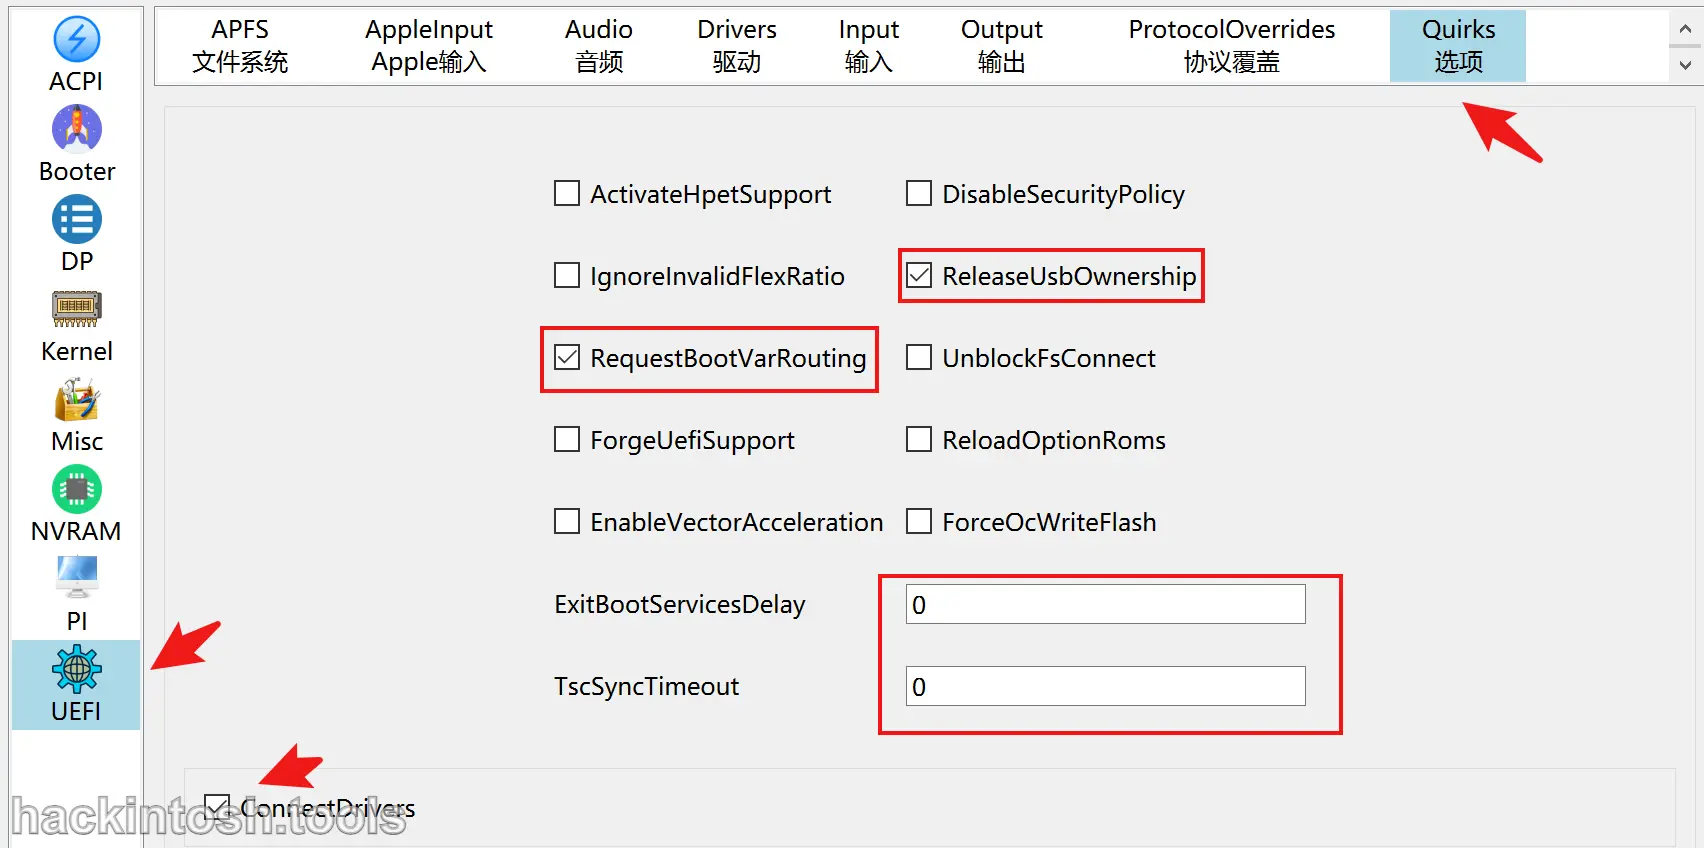 APFS
文件系统
AppleInput
Apple输入
Audio
音频
Drivers
驱动
Input
输入
Output
输出
ProtocolOverrides
协议覆盖
Quirks
选项
ACPI
Booter
DP
Kernel
Misc
NVRAM
PI
UEFI
ActivateHpetSupport
DisableSecurityPolicy
IgnoreInvalidFlexRatio
ReleaseUsbOwnership
RequestBootVarRouting
UnblockFsConnect
ForgeUefiSupport
ReloadOptionRoms
EnableVectorAcceleration
ForceOcWriteFlash
ExitBootServicesDelay
0
TscSyncTimeout
0
ConnectDrivers
hackintosh.tools